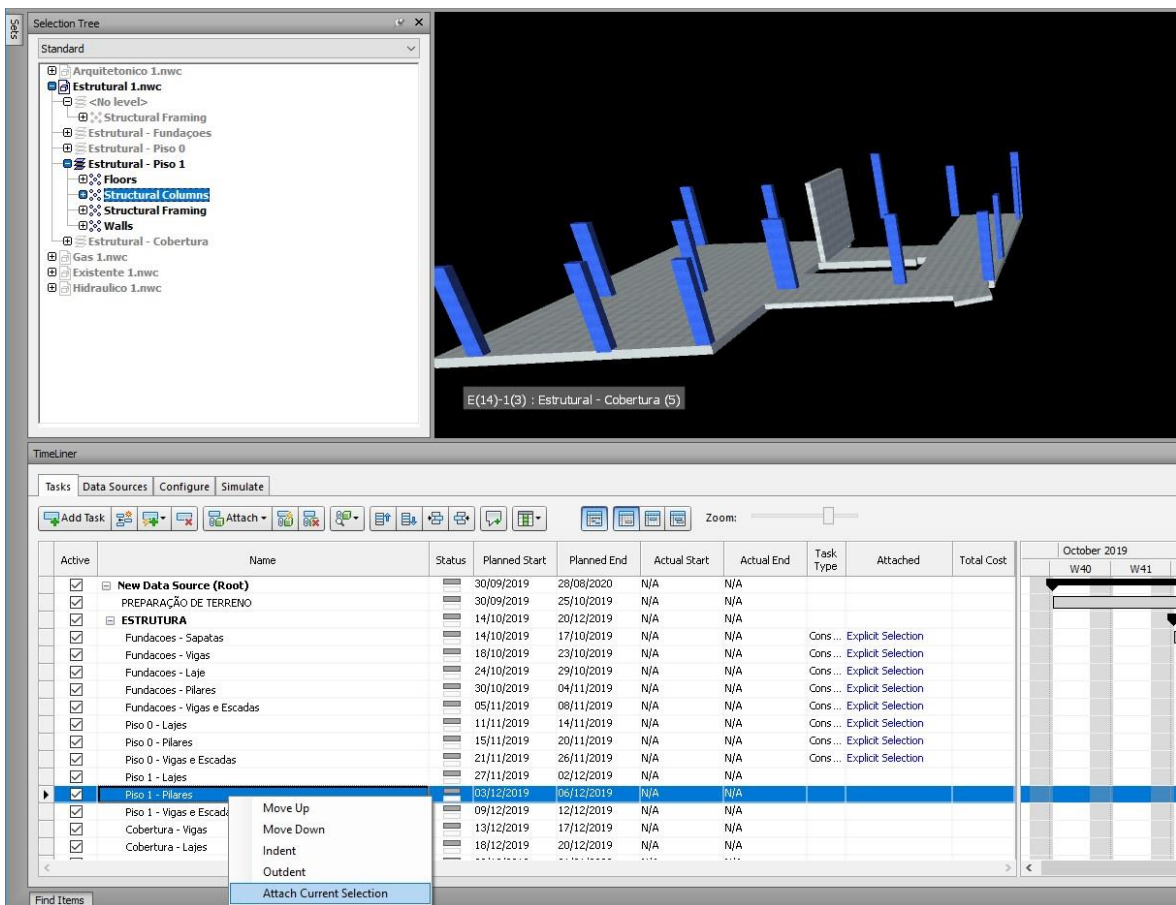 Sets
Selection Tree
Standard
Arquitetonico 1.nwc
Estrutural 1.nwc
<No level>
Structural Framing
Estrutural - Fundaçoes
Estrutural - Piso 0
Estrutural - Piso 1
Floors
Structural Columns
Structural Framing
Walls
Estrutural - Cobertura
Gas 1.nwc
Existente 1.nwc
Hidraulico 1.nwc
E(14)-1(3) : Estrutural - Cobertura (5)
TimeLiner
Tasks Data Sources Configure Simulate
Add Task Attach Zoom:
Active Name Status Planned Start Planned End Actual Start Actual End Task Type Attached Total Cost
October 2019
W40 W41
New Data Source (Root) 30/09/2019 28/08/2020 N/A N/A
PREPARAÇÃO DE TERRENO 30/09/2019 25/10/2019 N/A N/A
ESTRUTURA 14/10/2019 20/12/2019 N/A N/A
Fundacoes - Sapatas 14/10/2019 17/10/2019 N/A N/A Cons... Explicit Selection
Fundacoes - Vigas 18/10/2019 23/10/2019 N/A N/A Cons... Explicit Selection
Fundacoes - Laje 24/10/2019 29/10/2019 N/A N/A Cons... Explicit Selection
Fundacoes - Pilares 30/10/2019 04/11/2019 N/A N/A Cons... Explicit Selection
Fundacoes - Vigas e Escadas 05/11/2019 08/11/2019 N/A N/A Cons... Explicit Selection
Piso 0 - Lajes 11/11/2019 14/11/2019 N/A N/A Cons... Explicit Selection
Piso 0 - Pilares 15/11/2019 20/11/2019 N/A N/A Cons... Explicit Selection
Piso 0 - Vigas e Escadas 21/11/2019 26/11/2019 N/A N/A Cons... Explicit Selection
Piso 1 - Lajes 27/11/2019 02/12/2019 N/A N/A
Piso 1 - Pilares 03/12/2019 06/12/2019 N/A N/A
Piso 1 - Vigas e Escada 09/12/2019 12/12/2019 N/A N/A
Cobertura - Vigas 13/12/2019 17/12/2019 N/A N/A
Cobertura - Lajes 18/12/2019 20/12/2019 N/A N/A
Move Up
Move Down
Indent
Outdent
Attach Current Selection
Find Items